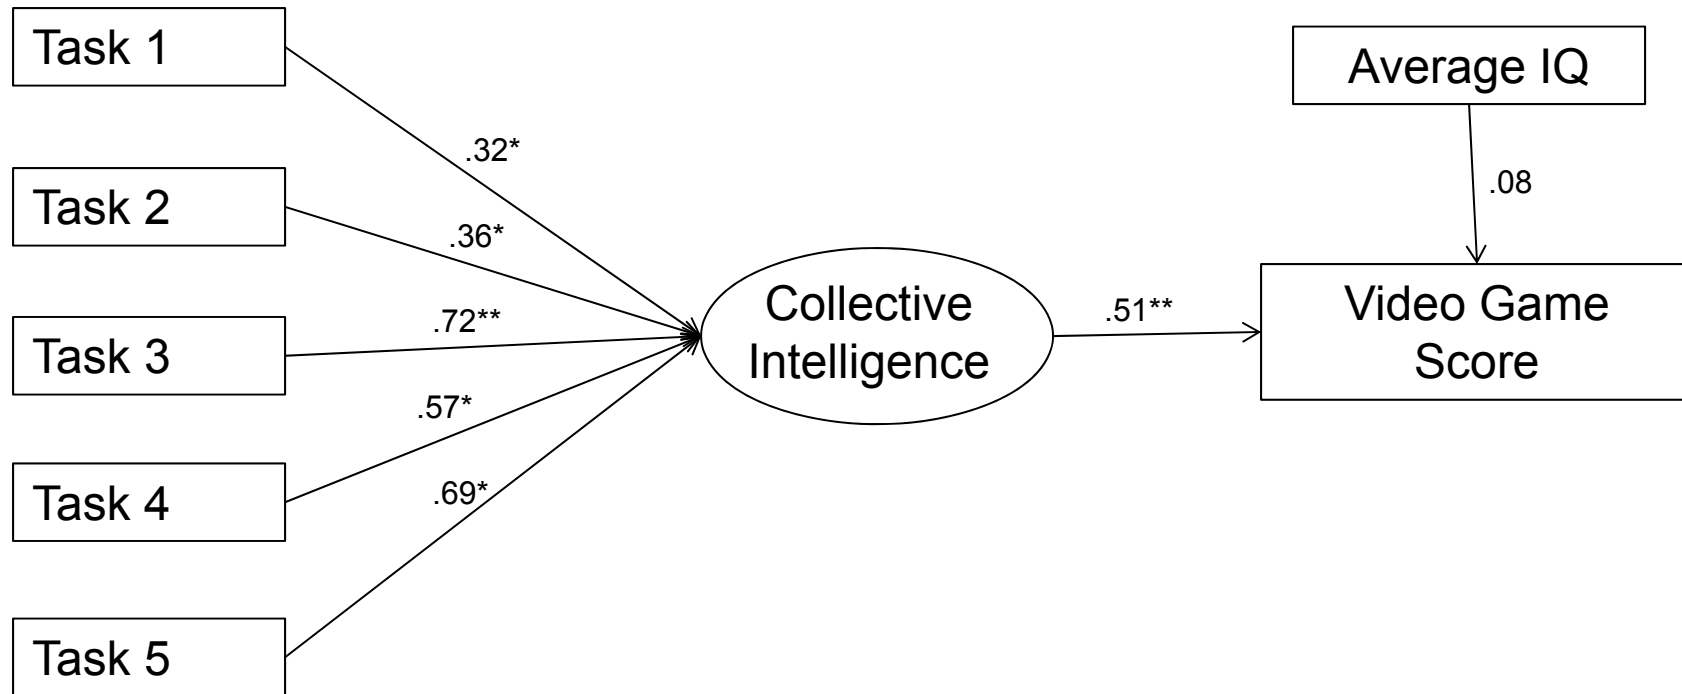 Task 1
Average IQ
.32*
Task 2
.08
.36*
Collective
Intelligence
.51**
Video Game
Score
Task 3
.72**
.57*
Task 4
.69*
Task 5